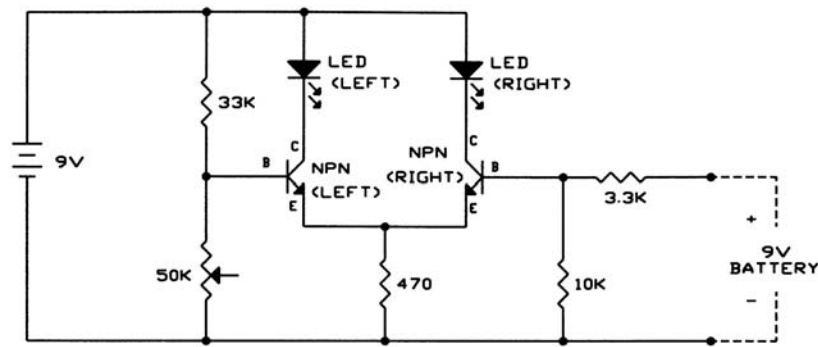 LED
(LEFT)
LED
(RIGHT)
33K
9V
C
B
NPN
(LEFT)
E
NPN
(RIGHT)
C
B
E
3.3K
50K
470
10K
+
9V
BATTERY
−